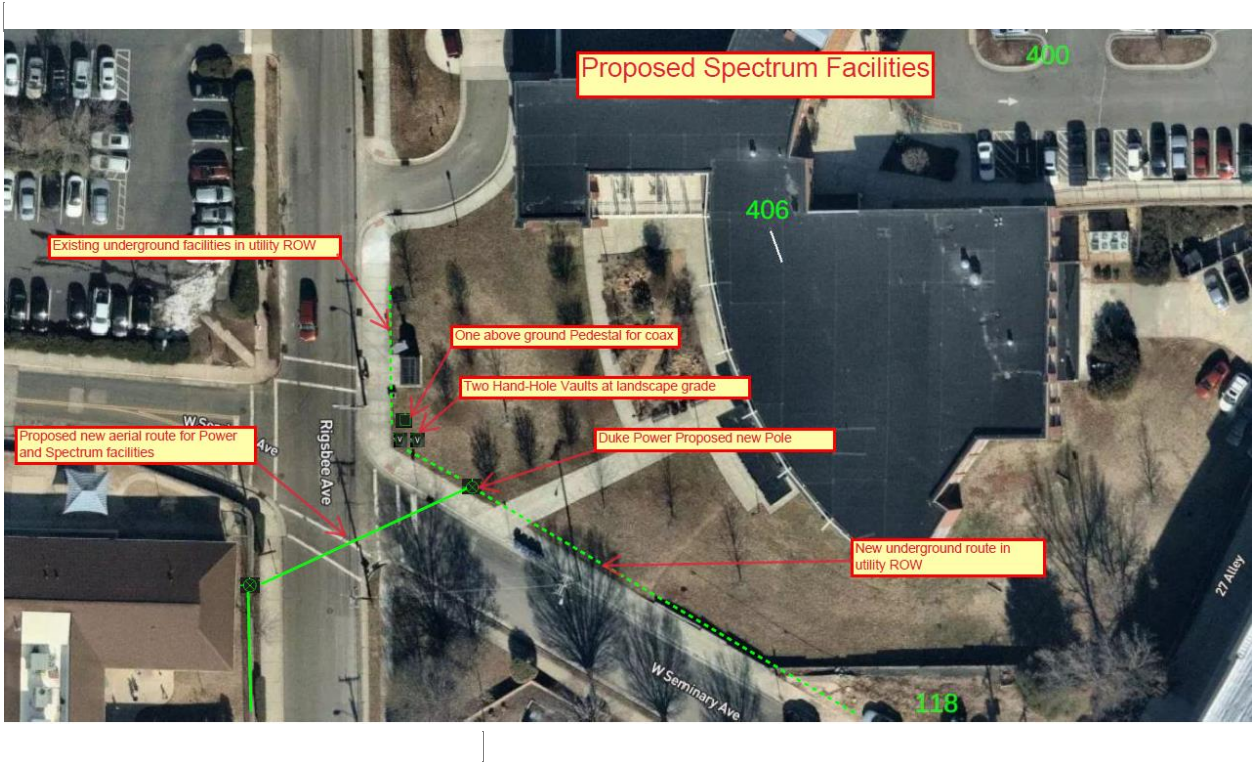 Proposed Spectrum Facilities
400
406
Existing underground facilities in utility ROW
One above ground Pedestal for coax
Two Hand-Hole Vaults at landscape grade
Proposed new aerial route for Power
and Spectrum facilities
W Se
Ave
Rigsbee Ave
V V
Duke Power Proposed new Pole
New underground route in
utility ROW
27 Alley
W Seminary Ave
118